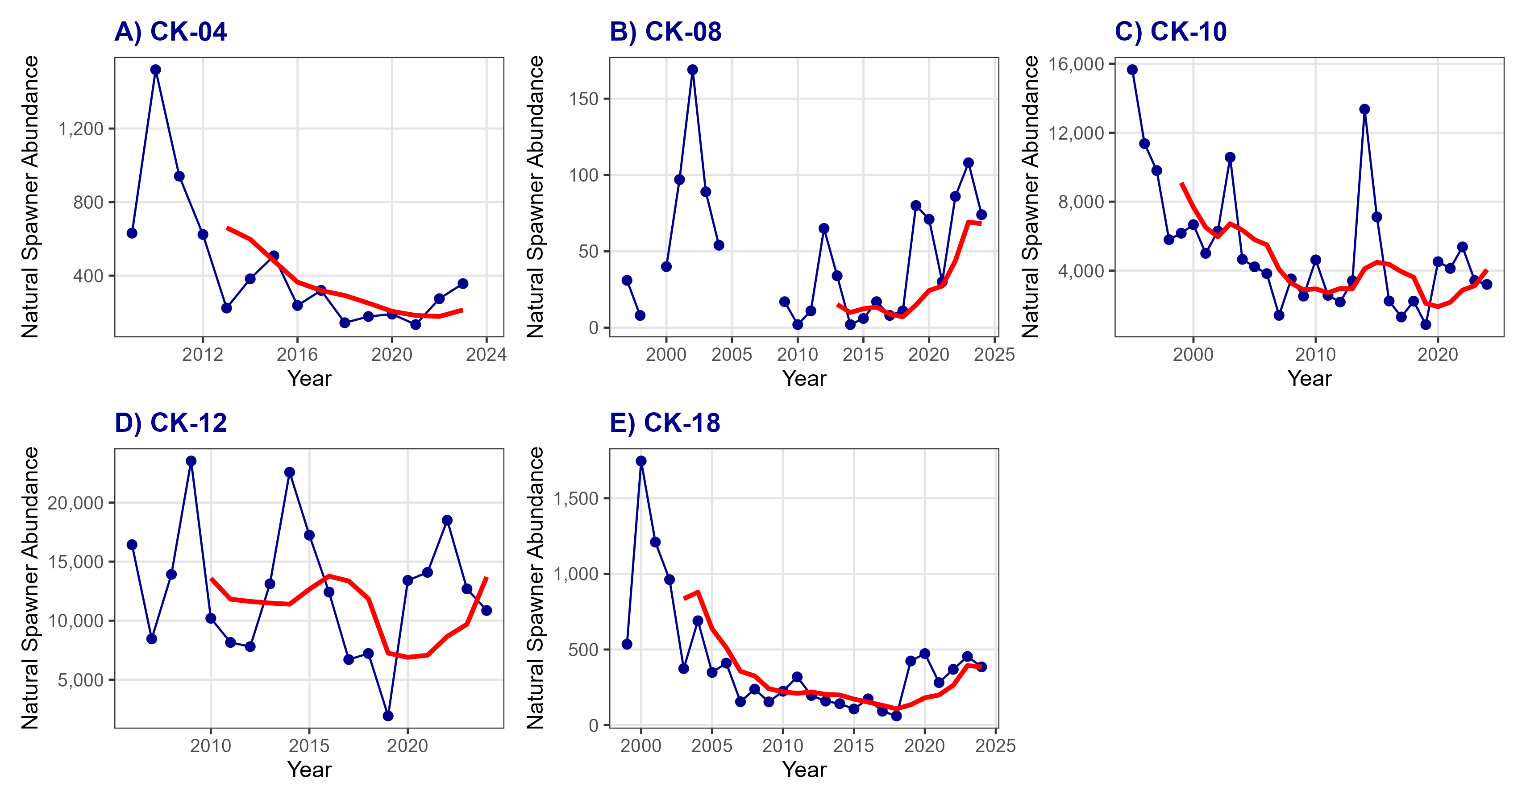 A) CK-04
Natural Spawner Abundance
1,200
800
400
2012 2016 2020 2024
Year
B) CK-08
Natural Spawner Abundance
150
100
50
0
2000 2005 2010 2015 2020 2025
Year
C) CK-10
Natural Spawner Abundance
16,000
12,000
8,000
4,000
2000 2010 2020
Year
D) CK-12
Natural Spawner Abundance
20,000
15,000
10,000
5,000
2010 2015 2020
Year
E) CK-18
Natural Spawner Abundance
1,500
1,000
500
0
2000 2005 2010 2015 2020 2025
Year